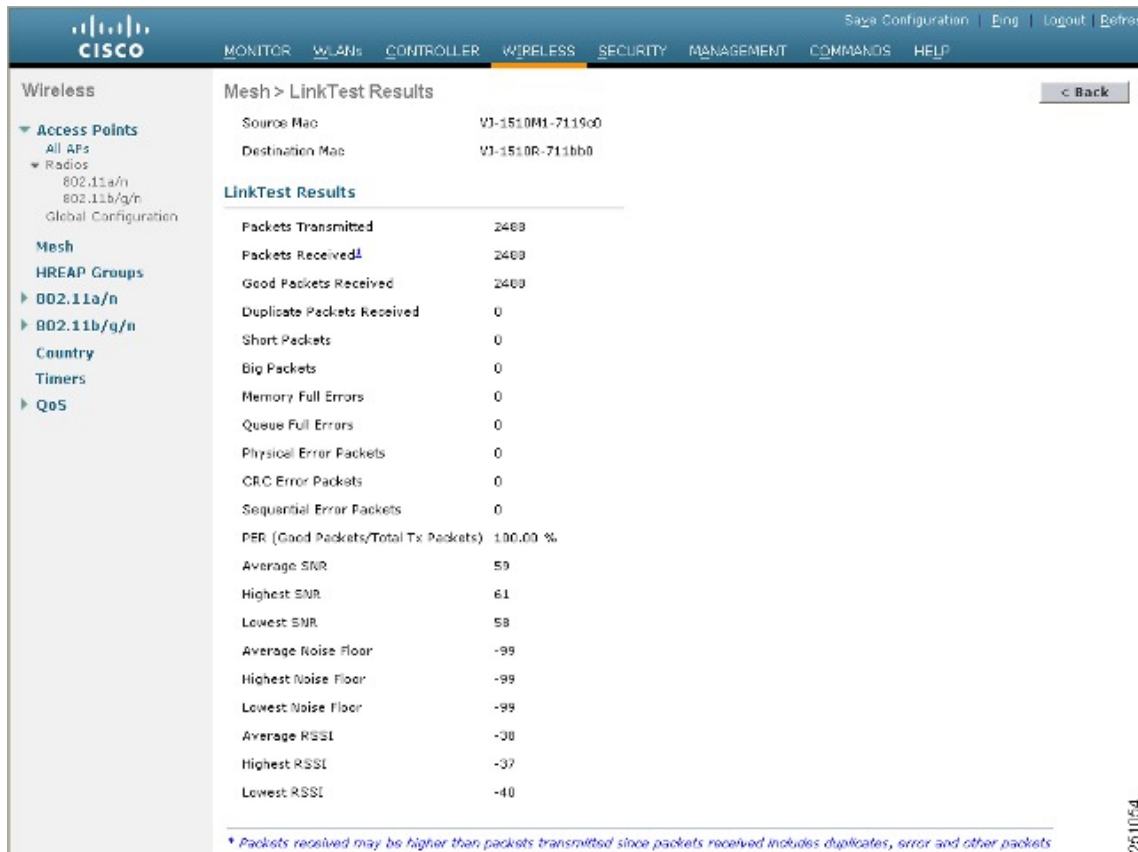 Save Configuration | Ping | Logout | Refres
CISCO
MONITOR WLANs CONTROLLER WIRELESS SECURITY MANAGEMENT COMMANDS HELP
Wireless
Access Points
All APs
Radios
802.11a/n
802.11b/g/n
Global Configuration
Mesh
HREAP Groups
802.11a/n
802.11b/g/n
Country
Timers
QoS
Mesh > LinkTest Results
< Back
Source Mac VJ-1510M1-7119c0
Destination Mac VJ-1510R-711bb0
LinkTest Results
Packets Transmitted 2488
Packets Received1 2488
Good Packets Received 2488
Duplicate Packets Received 0
Short Packets 0
Big Packets 0
Memory Full Errors 0
Queue Full Errors 0
Physical Error Packets 0
CRC Error Packets 0
Sequential Error Packets 0
PER (Good Packets/Total Tx Packets) 100.00 %
Average SNR 59
Highest SNR 61
Lowest SNR 58
Average Noise Floor -99
Highest Noise Floor -99
Lowest Noise Floor -99
Average RSSI -38
Highest RSSI -37
Lowest RSSI -40
* Packets received may be higher than packets transmitted since packets received includes duplicates, error and other packets
251054